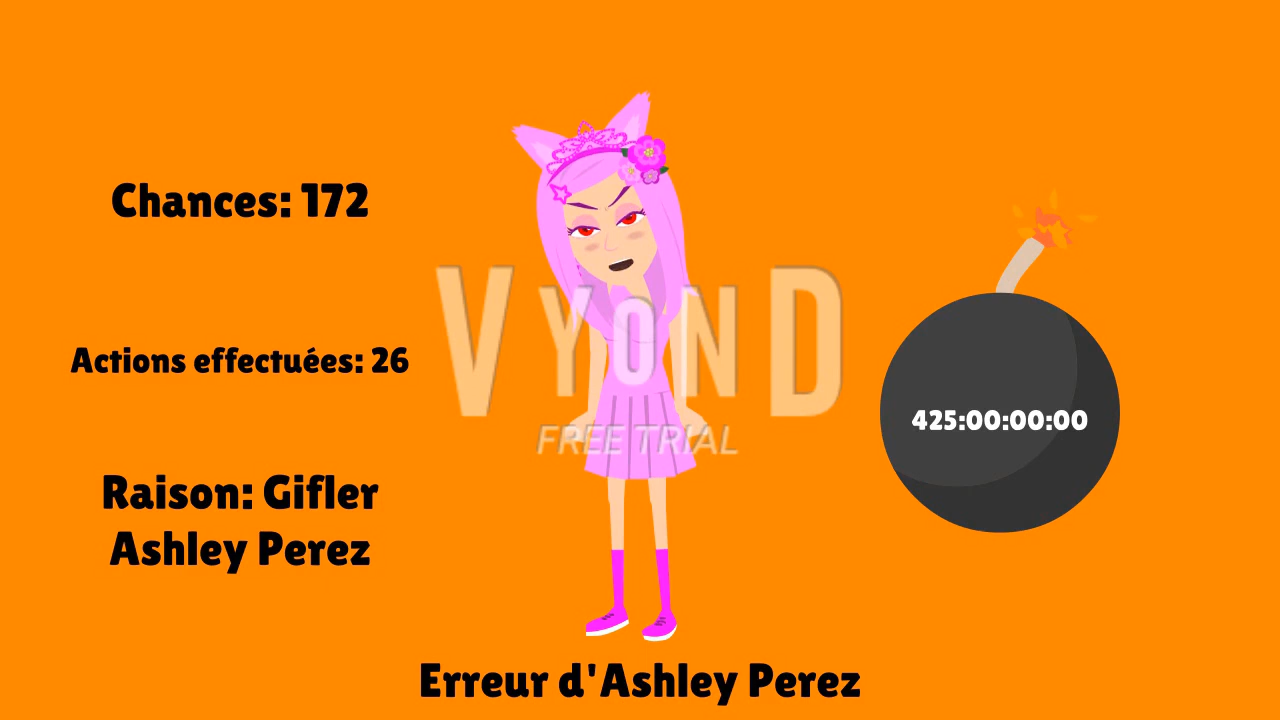 Chances: 172
Actions effectuées: 26
Raison: Gifler
Ashley Perez
VYOND
FREE TRIAL
425:00:00:00
Erreur d'Ashley Perez